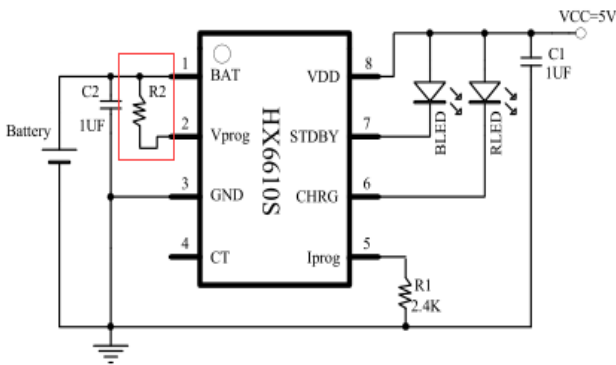 VCC=5V
1
BAT
VDD
8
C1
1UF
C2
1UF
R2
Battery
2
Vprog
HX6610S
STDBY
7
BLED
RLED
3
GND
CHRG
6
4
CT
Iprog
5
R1
2.4K